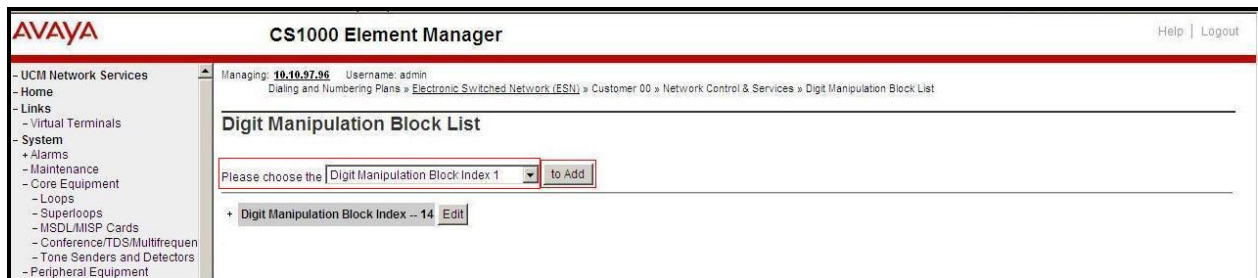 AVAYA
CS1000 Element Manager
Help | Logout
- UCM Network Services
- Home
- Links
- Virtual Terminals
- System
+ Alarms
- Maintenance
- Core Equipment
- Loops
- Superloops
- MSDL/MISP Cards
- Conference/TDS/Multifrequen
- Tone Senders and Detectors
- Peripheral Equipment
Managing: 10.10.97.96 Username: admin
Dialing and Numbering Plans » Electronic Switched Network (ESN) » Customer 00 » Network Control & Services » Digit Manipulation Block List
Digit Manipulation Block List
Please choose the Digit Manipulation Block Index 1 to Add
+ Digit Manipulation Block Index -- 14 Edit